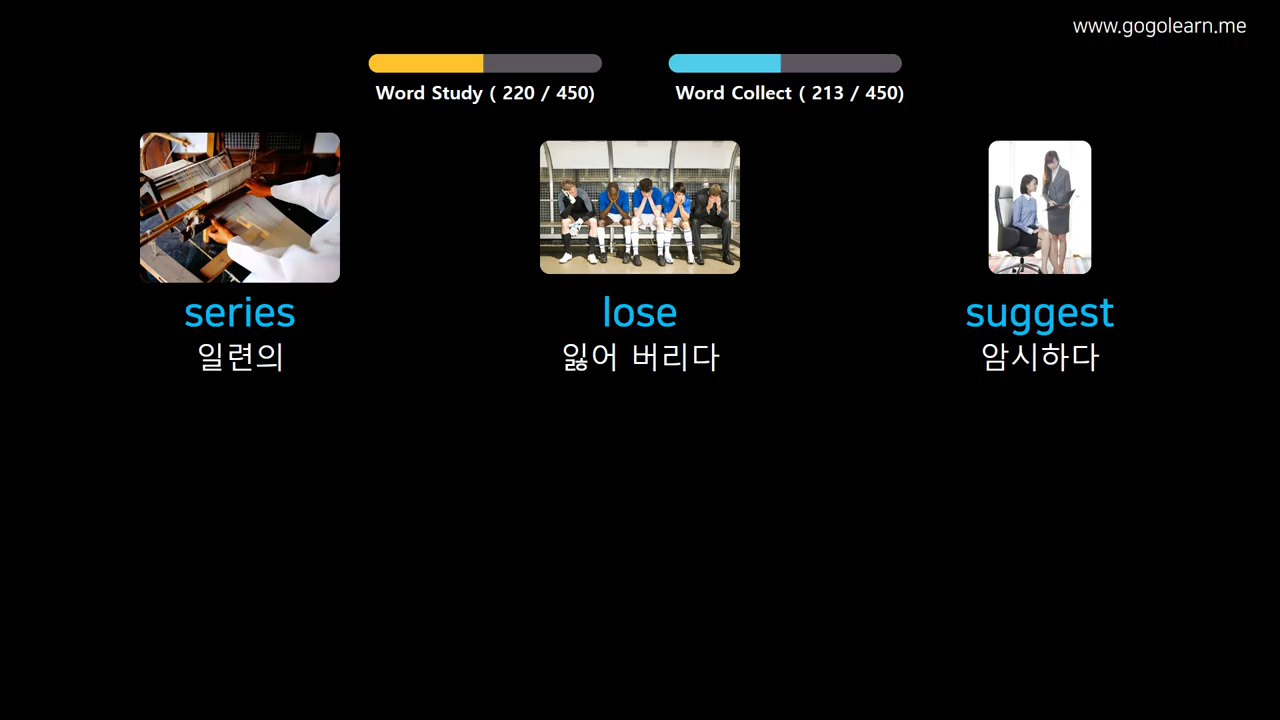 www.gogolearn.me
Word Study ( 220 / 450)
Word Collect ( 213 / 450)
series
lose
suggest
일련의
잃어 버리다
암시하다